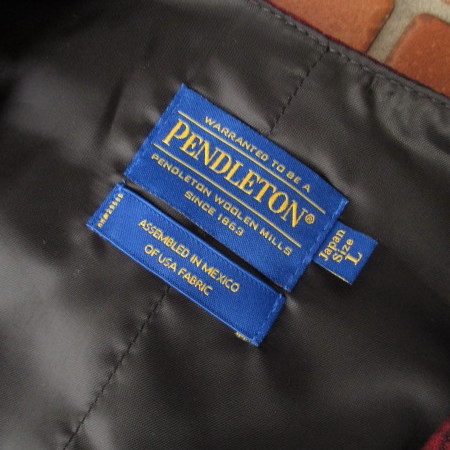 WARRANTED TO BE A
PENDLETON®
PENDLETON WOOLEN MILLS
SINCE 1863
Japan
Size
L
ASSEMBLED IN MEXICO
OF USA FABRIC